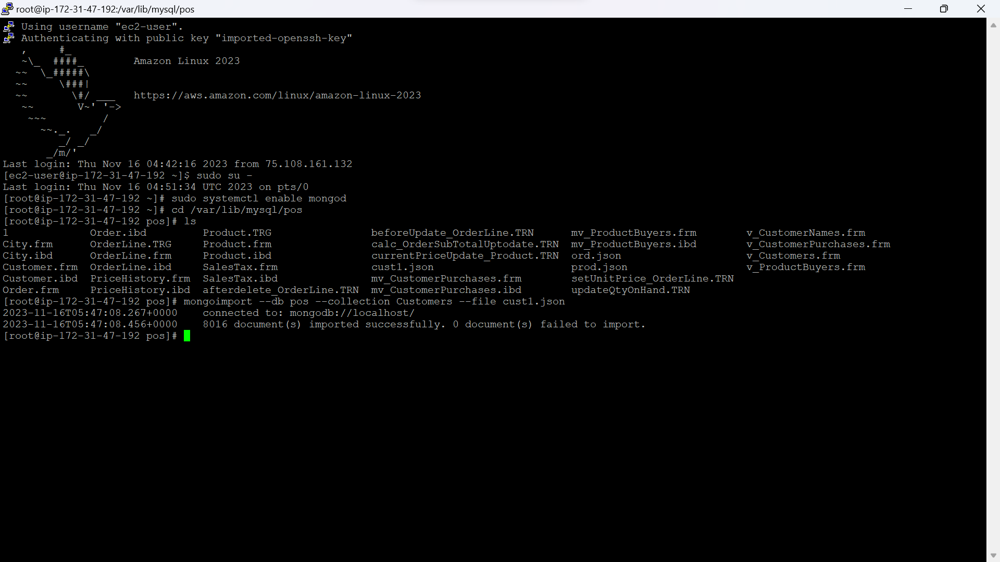 root@ip-172-31-47-192:/var/lib/mysql/pos
Using username "ec2-user".
Authenticating with public key "imported-openssh-key"
   ,     #_
   ~\_  ####_        Amazon Linux 2023
  ~~  \_#####\
  ~~     \###|
  ~~       \#/ ___   https://aws.amazon.com/linux/amazon-linux-2023
   ~~       V~' '->
    ~~~         /
      ~~._.   _/
         _/ _/
       _/m/'
Last login: Thu Nov 16 04:42:16 2023 from 75.108.161.132
[ec2-user@ip-172-31-47-192 ~]$ sudo su -
Last login: Thu Nov 16 04:51:34 UTC 2023 on pts/0
[root@ip-172-31-47-192 ~]# sudo systemctl enable mongod
[root@ip-172-31-47-192 ~]# cd /var/lib/mysql/pos
[root@ip-172-31-47-192 pos]# ls
1             Order.ibd         Product.TRG                beforeUpdate_OrderLine.TRN      mv_ProductBuyers.frm        v_CustomerNames.frm
City.frm      OrderLine.TRG     Product.frm                calc_OrderSubTotalUptodate.TRN  mv_ProductBuyers.ibd        v_CustomerPurchases.frm
City.ibd      OrderLine.frm     Product.ibd                currentPriceUpdate_Product.TRN  ord.json                    v_Customers.frm
Customer.frm  OrderLine.ibd     SalesTax.frm               cust1.json                      prod.json                   v_ProductBuyers.frm
Customer.ibd  PriceHistory.frm  SalesTax.ibd               mv_CustomerPurchases.frm        setUnitPrice_OrderLine.TRN
Order.frm     PriceHistory.ibd  afterdelete_OrderLine.TRN  mv_CustomerPurchases.ibd        updateQtyOnHand.TRN
[root@ip-172-31-47-192 pos]# mongoimport --db pos --collection Customers --file cust1.json
2023-11-16T05:47:08.267+0000    connected to: mongodb://localhost/
2023-11-16T05:47:08.456+0000    8016 document(s) imported successfully. 0 document(s) failed to import.
[root@ip-172-31-47-192 pos]#